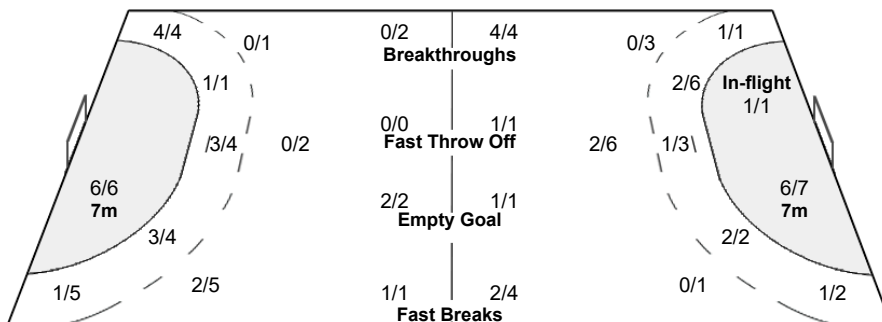 4/4 0/1 0/2 4/4 0/3 1/1
Breakthroughs
1/1 2/6 In-flight
1/1
0/0 1/1
3/4 0/2 Fast Throw Off 2/6 1/3
6/6 6/7
7m 7m
2/2 1/1
Empty Goal
3/4 2/2
2/5 0/1
1/5 1/1 2/4 1/2
Fast Breaks